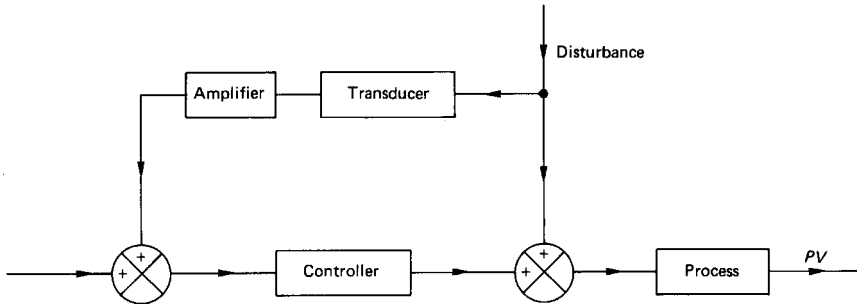 Disturbance
Amplifier
Transducer
+
+
+
+
Controller
Process
PV